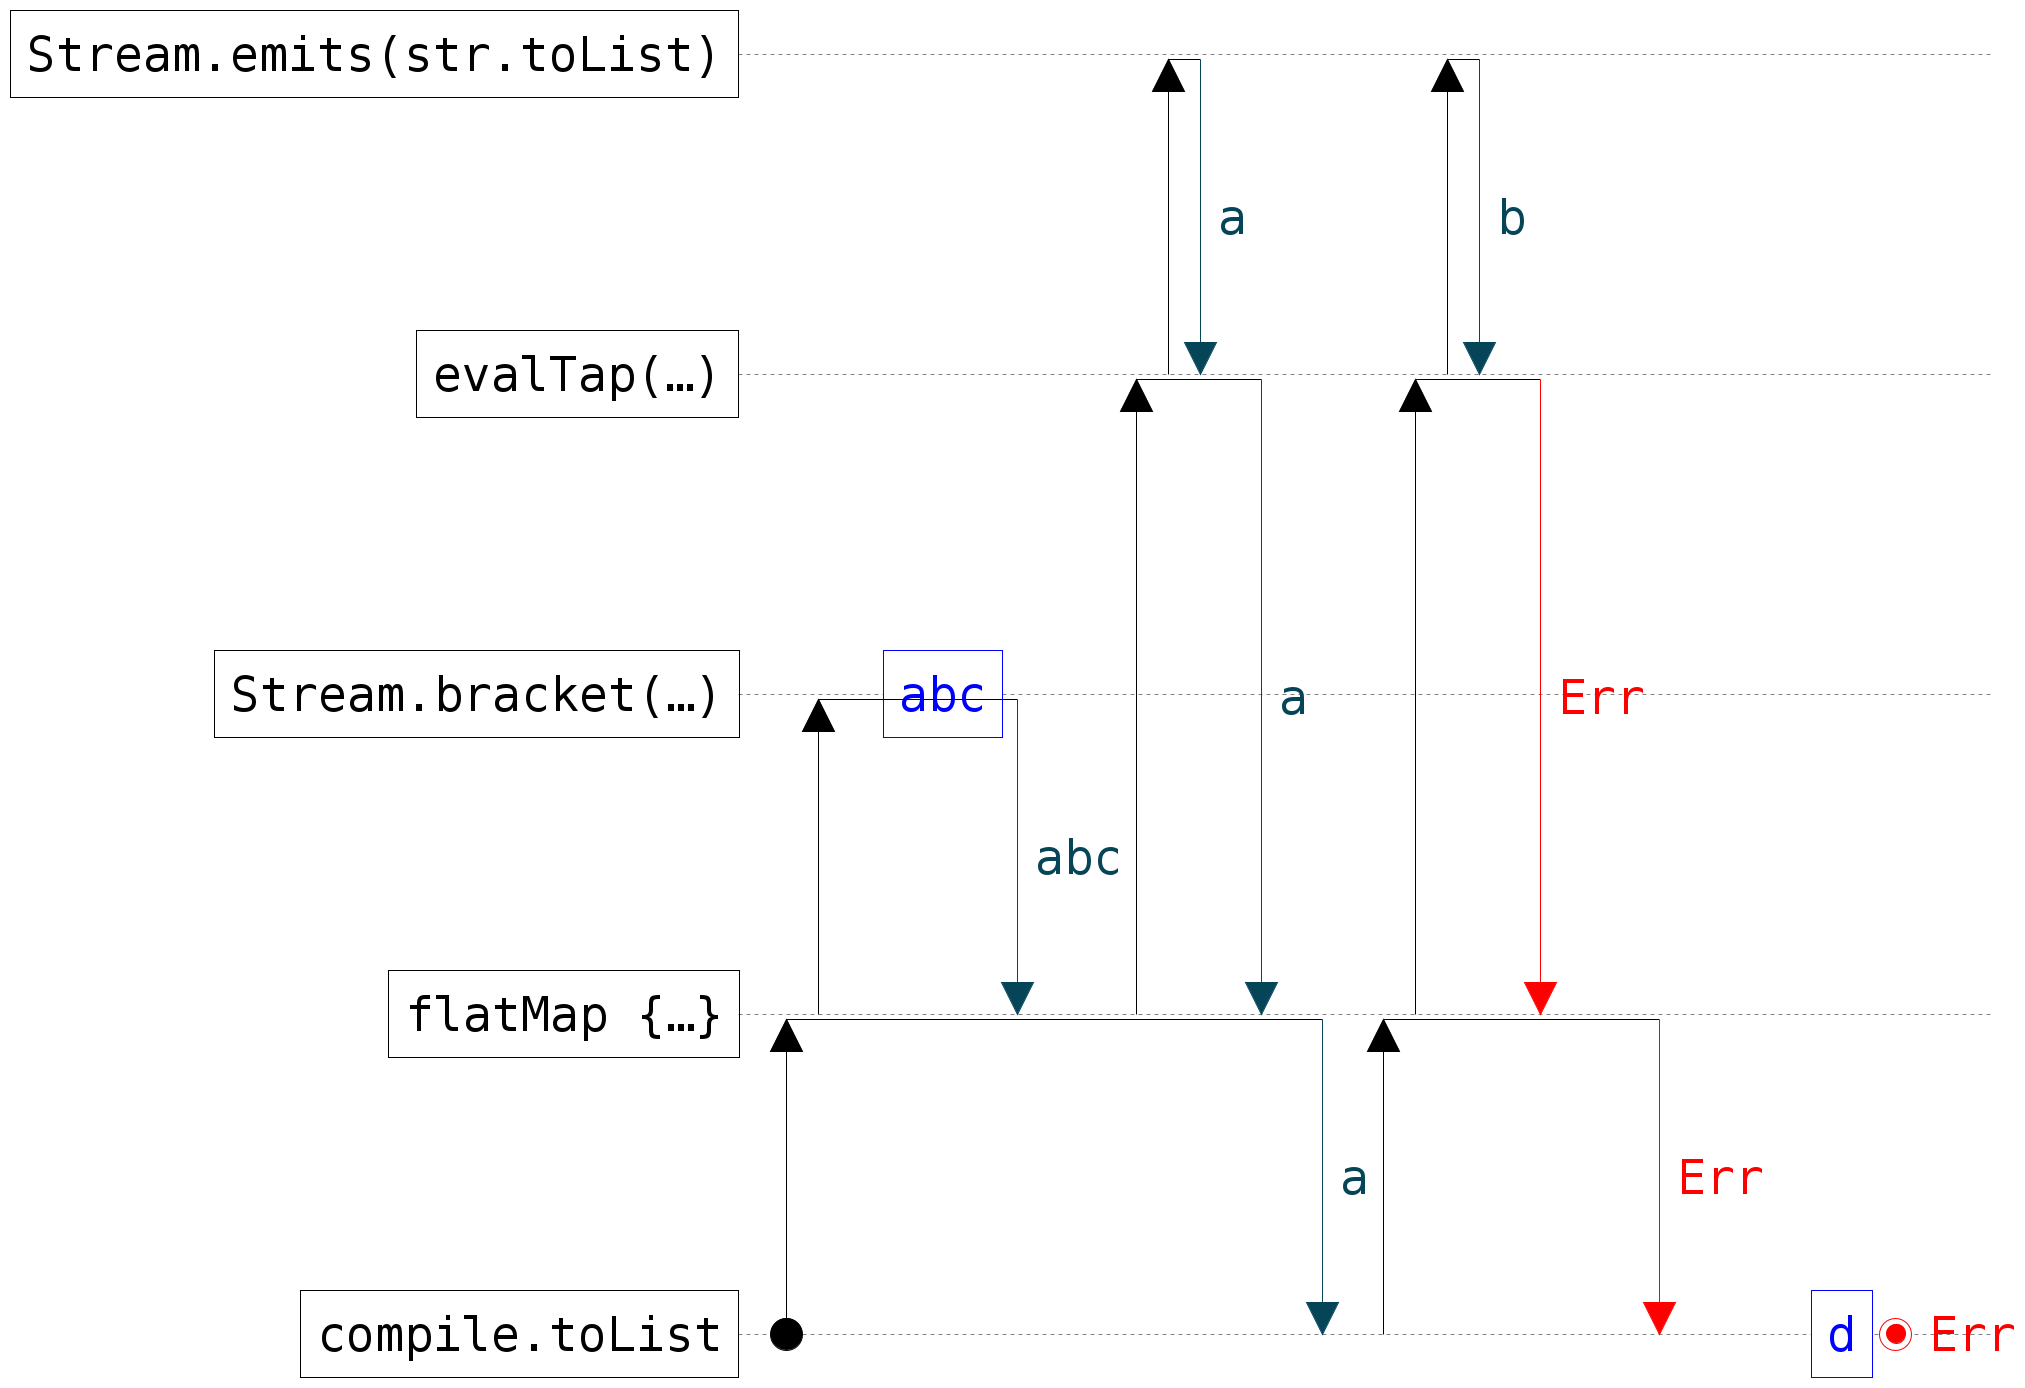 Stream.emits(str.toList)
a
b
evalTap(…)
Stream.bracket(…)
abc
a
Err
abc
flatMap {…}
a
Err
compile.toList
d
Err